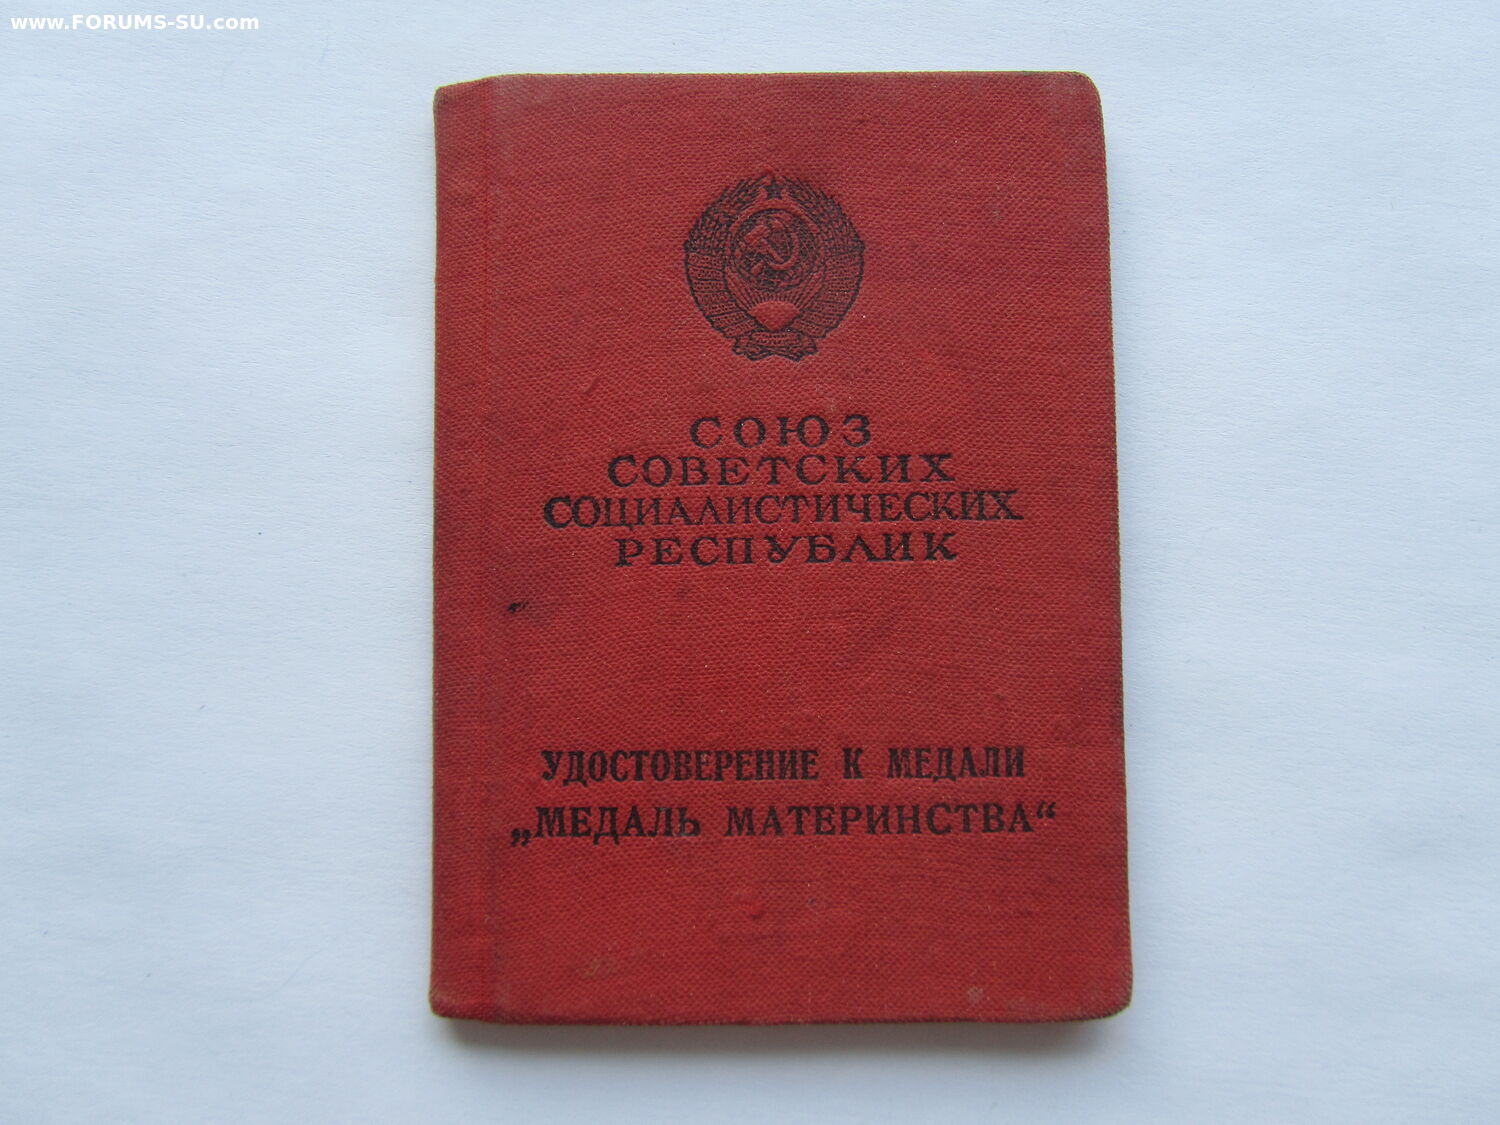 www.FORUMS-SU.com
СОЮЗ
СОВЕТСКИХ
СОЦИАЛИСТИЧЕСКИХ
РЕСПУБЛИК
УДОСТОВЕРЕНИЕ К МЕДАЛИ
„МЕДАЛЬ МАТЕРИНСТВА“